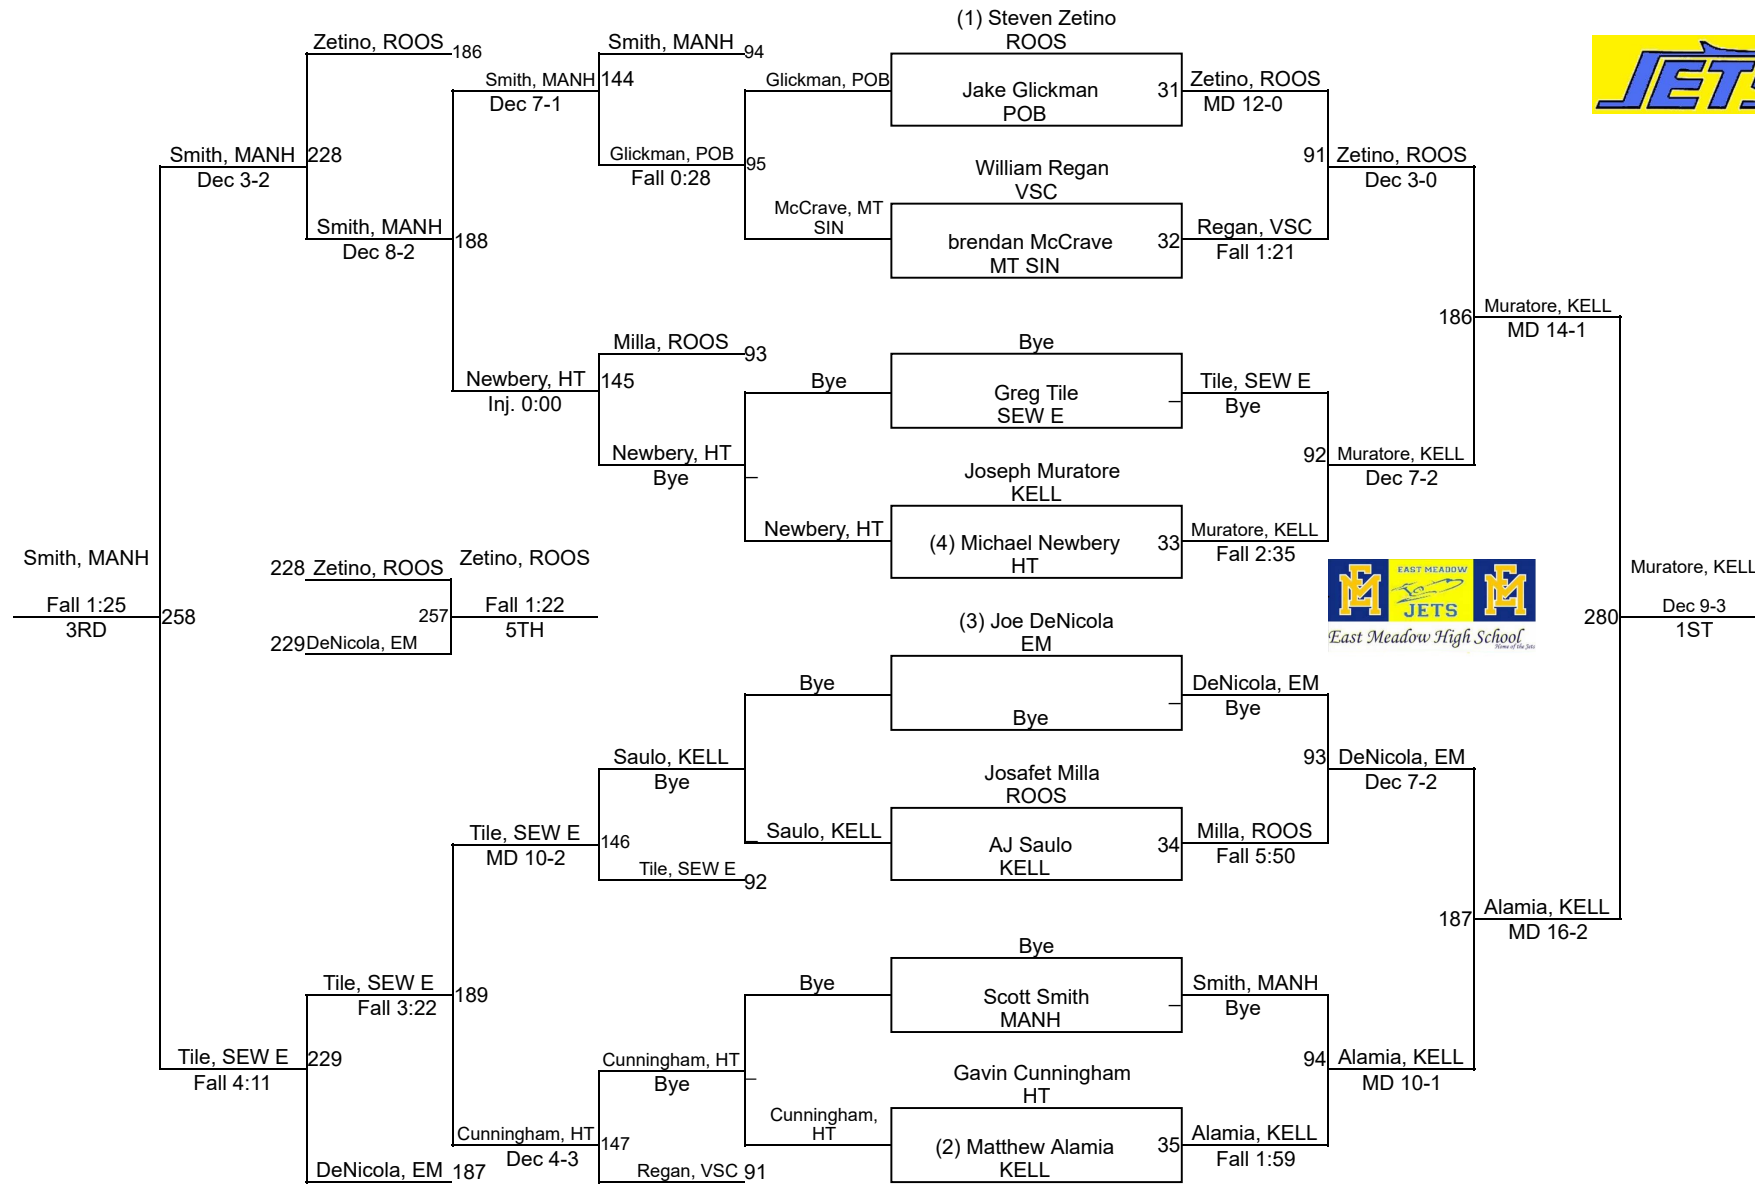 (1) Steven Zetino
ROOS
Zetino, ROOS 186
Smith, MANH 94
Smith, MANH 144
Dec 7-1
Glickman, POB
Jake Glickman
POB
31
Zetino, ROOS
MD 12-0
JETS
Smith, MANH 228
Dec 3-2
Glickman, POB 95
Fall 0:28
William Regan
VSC
91
Zetino, ROOS
Dec 3-0
Smith, MANH 188
Dec 8-2
McCrave, MT
SIN
brendan McCrave
MT SIN
32
Regan, VSC
Fall 1:21
186
Muratore, KELL
MD 14-1
Milla, ROOS 93
Bye
Newbery, HT 145
Inj. 0:00
Bye
Greg Tile
SEW E
Tile, SEW E
Bye
Newbery, HT
Bye
Joseph Muratore
KELL
92
Muratore, KELL
Dec 7-2
Newbery, HT
(4) Michael Newbery
HT
33
Muratore, KELL
Fall 2:35
Smith, MANH
Fall 1:25
3RD
258
228 Zetino, ROOS
229 DeNicola, EM
257
Zetino, ROOS
Fall 1:22
5TH
EAST MEADOW
EM
JETS
EM
East Meadow High School
Home of the Jets
280
Muratore, KELL
Dec 9-3
1ST
(3) Joe DeNicola
EM
Bye
Bye
DeNicola, EM
Bye
Saulo, KELL
Bye
Josafet Milla
ROOS
93
DeNicola, EM
Dec 7-2
Tile, SEW E 146
MD 10-2
Saulo, KELL
AJ Saulo
KELL
34
Milla, ROOS
Fall 5:50
Tile, SEW E 92
187
Alamia, KELL
MD 16-2
Bye
Tile, SEW E 189
Fall 3:22
Bye
Scott Smith
MANH
Smith, MANH
Bye
Tile, SEW E 229
Fall 4:11
Cunningham, HT
Bye
Gavin Cunningham
HT
94
Alamia, KELL
MD 10-1
Cunningham, HT 147
Dec 4-3
Cunningham,
HT
(2) Matthew Alamia
KELL
35
Alamia, KELL
Fall 1:59
DeNicola, EM 187
Regan, VSC 91